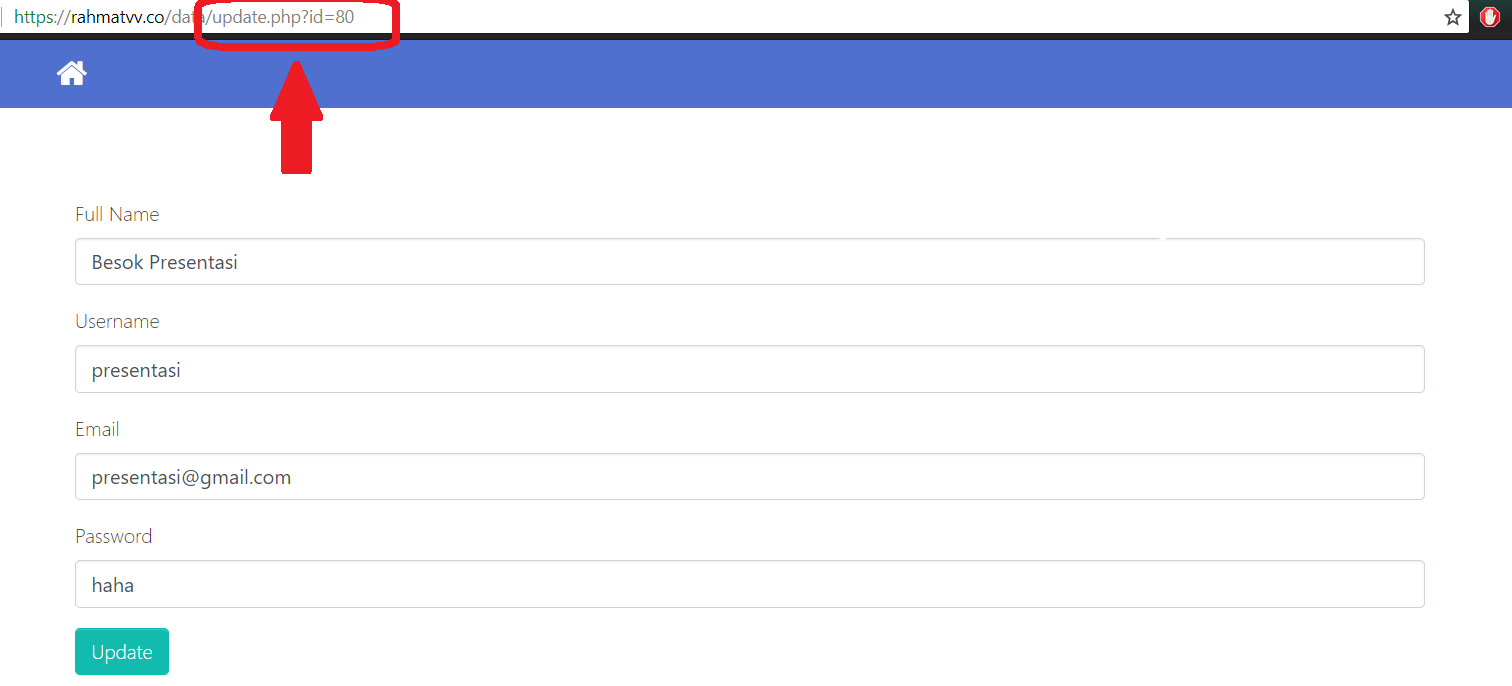 https://rahmatvv.co/data/update.php?id=80
Full Name
Besok Presentasi
Username
presentasi
Email
presentasi@gmail.com
Password
haha
Update